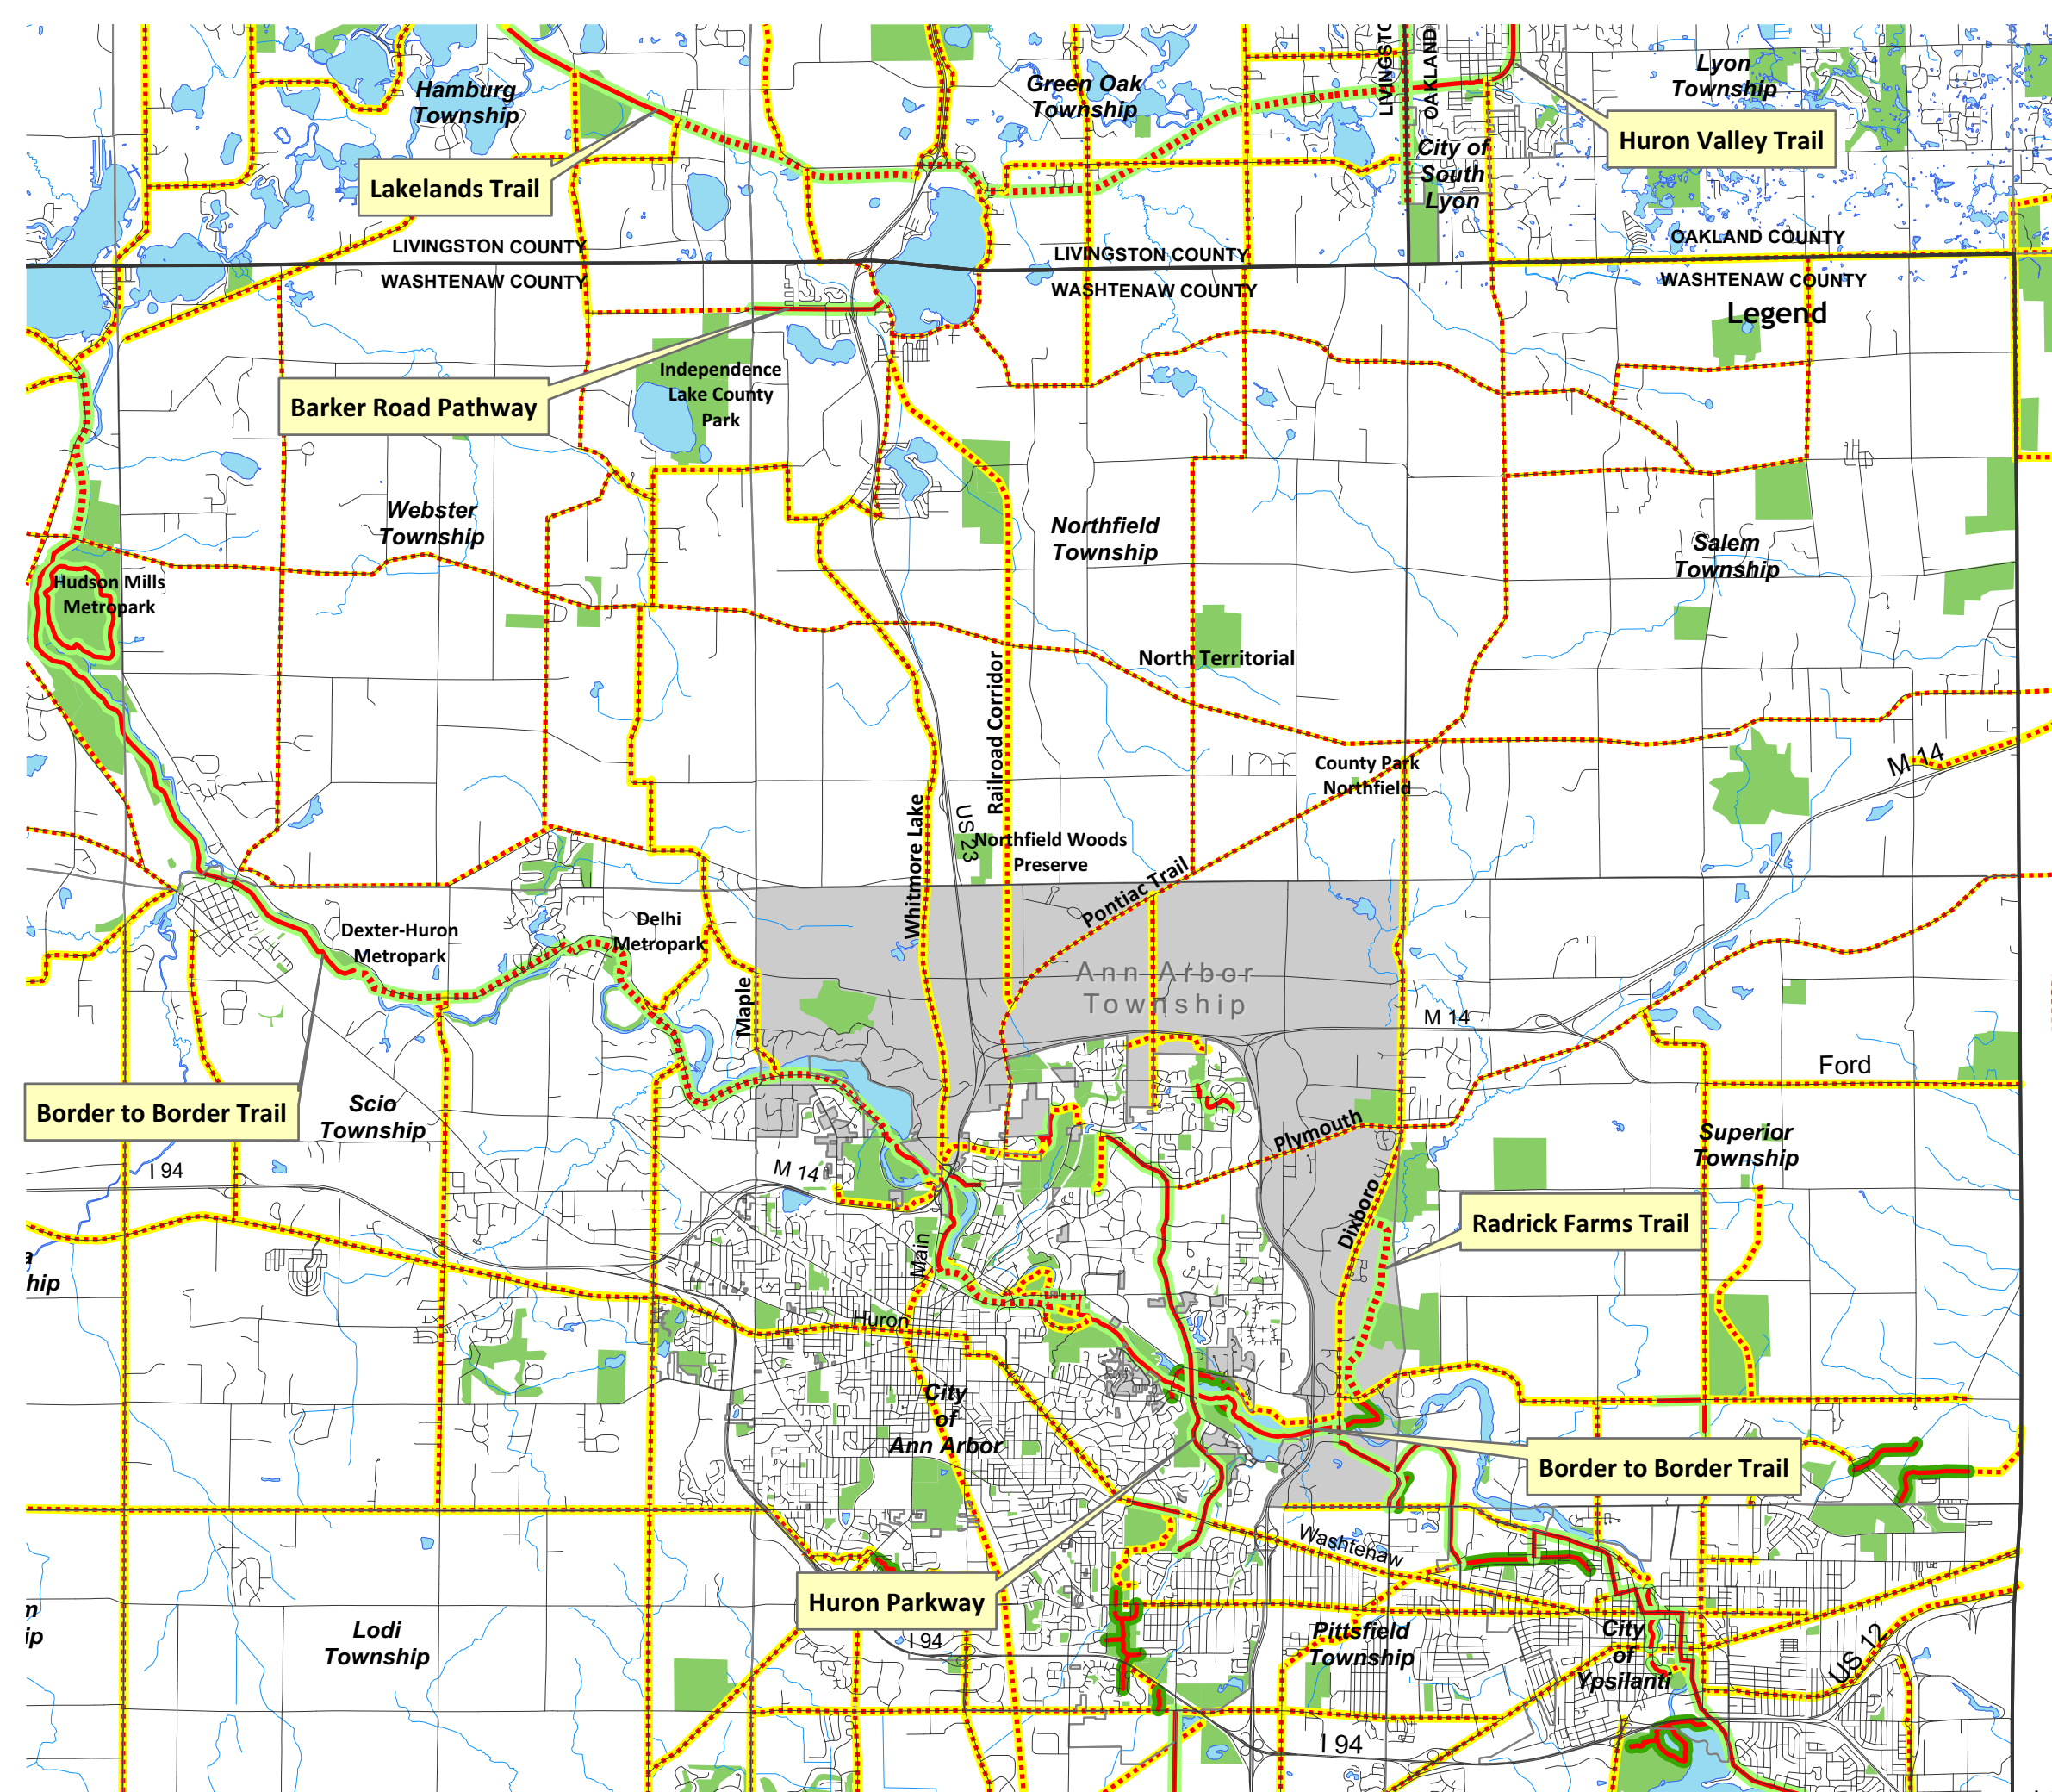 Hamburg
Township
Green Oak
Township
LIVINGSTC
OAKLAND
Lyon
Township
Huron Valley Trail
City of
South
Lyon
Lakelands Trail
LIVINGSTON COUNTY
WASHTENAW COUNTY
LIVINGSTON COUNTY
WASHTENAW COUNTY
OAKLAND COUNTY
WASHTENAW COUNTY
Legend
Independence
Lake County
Park
Barker Road Pathway
Webster
Township
Northfield
Township
Salem
Township
Hudson Mills
Metropark
North Territorial
Railroad Corridor
County Park
Northfield
M 14
Whitmore Lake
US 23
Northfield Woods
Preserve
Pontiac Trail
Dexter-Huron
Metropark
Delhi
Metropark
Maple
Ann Arbor
Township
M 14
Ford
Border to Border Trail
Scio
Township
Plymouth
Superior
Township
I 94
M 14
Dixboro
Radrick Farms Trail
Main
a
hip
Huron
City
of
Ann Arbor
Border to Border Trail
Washtenaw
Huron Parkway
m
ip
Lodi
Township
I 94
Pittsfield
Township
City
of
Ypsilanti
US 12
I 94